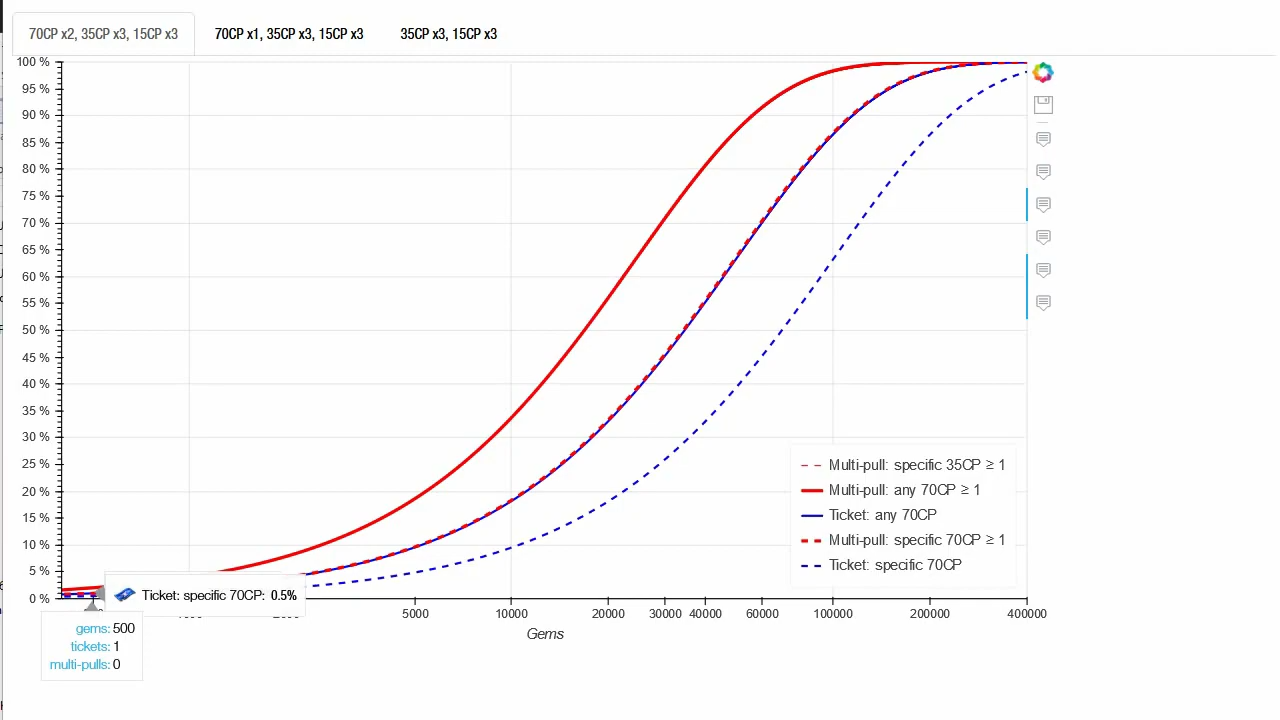 70CP x2, 35CP x3, 15CP x3 70CP x1, 35CP x3, 15CP x3 35CP x3, 15CP x3
100 %
95 %
90 %
85 %
80 %
75 %
70 %
65 %
60 %
55 %
50 %
45 %
40 %
35 %
30 %
25 %
20 %
15 %
10 %
5 %
0 %
Multi-pull: specific 35CP ≥ 1
Multi-pull: any 70CP ≥ 1
Ticket: any 70CP
Multi-pull: specific 70CP ≥ 1
Ticket: specific 70CP
Ticket: specific 70CP: 0.5%
5000 10000 20000 30000 40000 60000 100000 200000 400000
Gems
gems: 500
tickets: 1
multi-pulls: 0